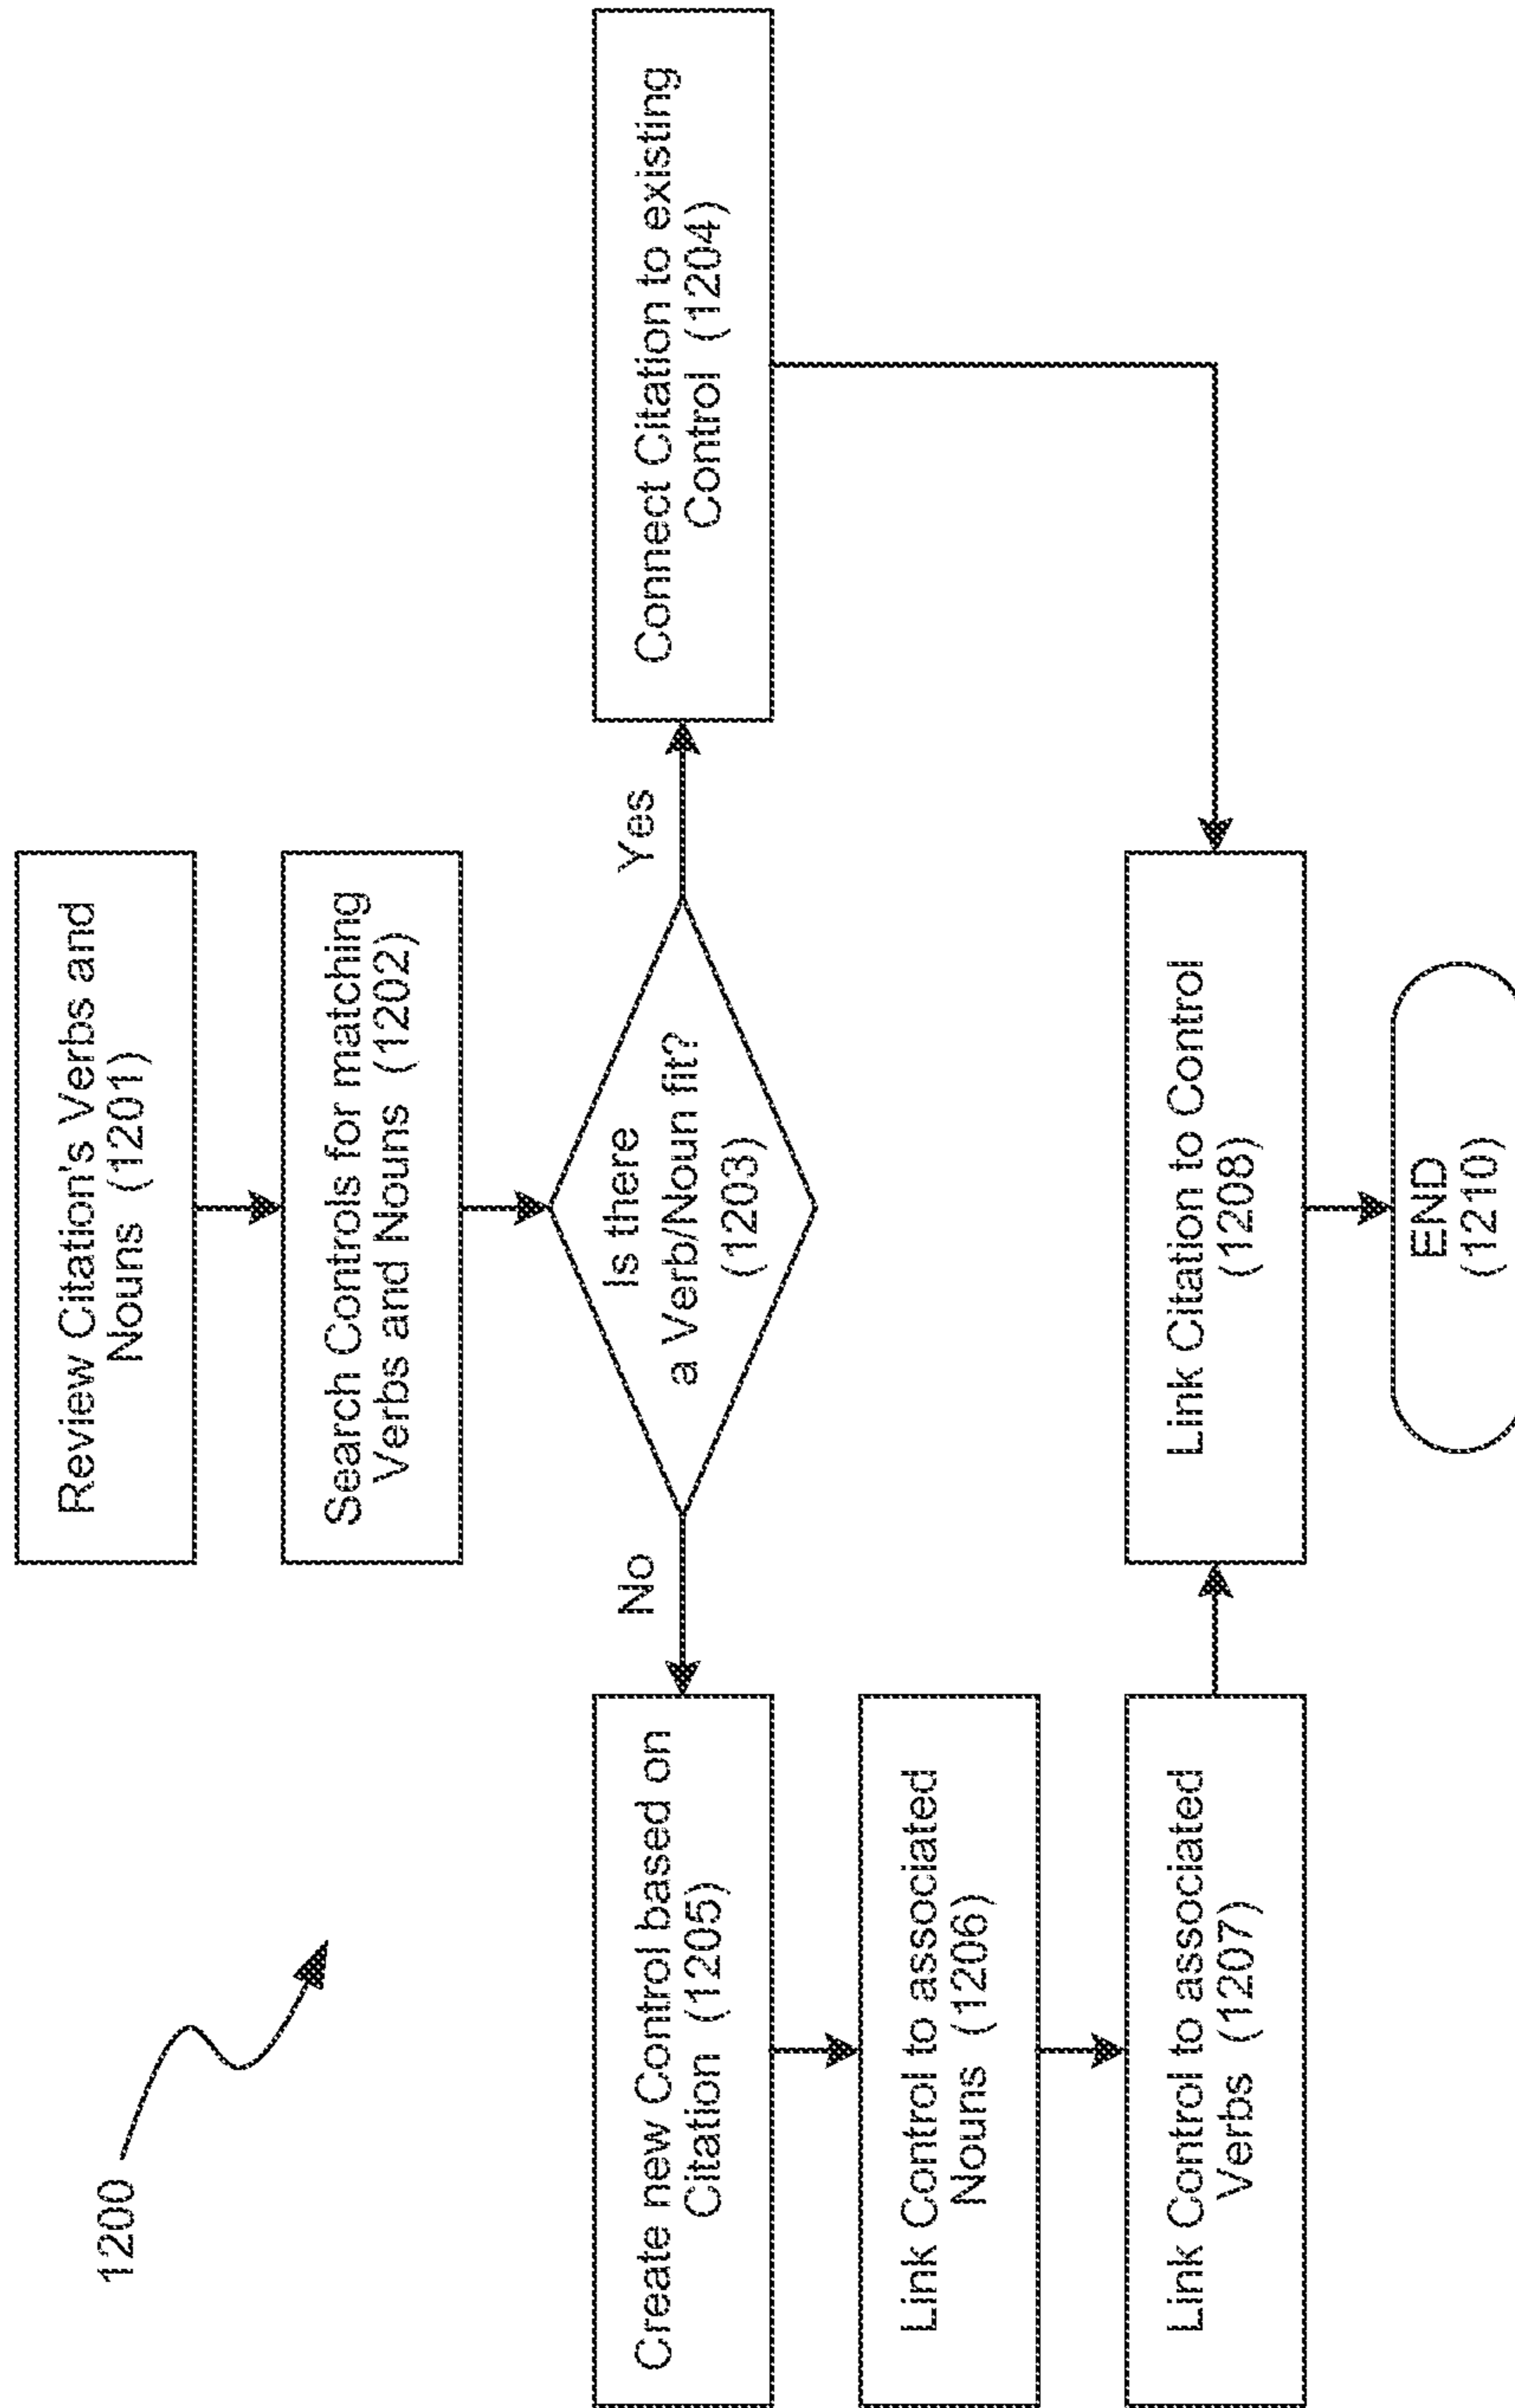 1200
Review Citation's Verbs and
Nouns (1201)
Search Controls for matching
Verbs and Nouns (1202)
Is there
a Verb/Noun fit?
(1203)
No
Yes
Create new Control based on
Citation (1205)
Connect Citation to existing
Control (1204)
Link Control to associated
Nouns (1206)
Link Control to associated
Verbs (1207)
Link Citation to Control
(1208)
END
(1210)